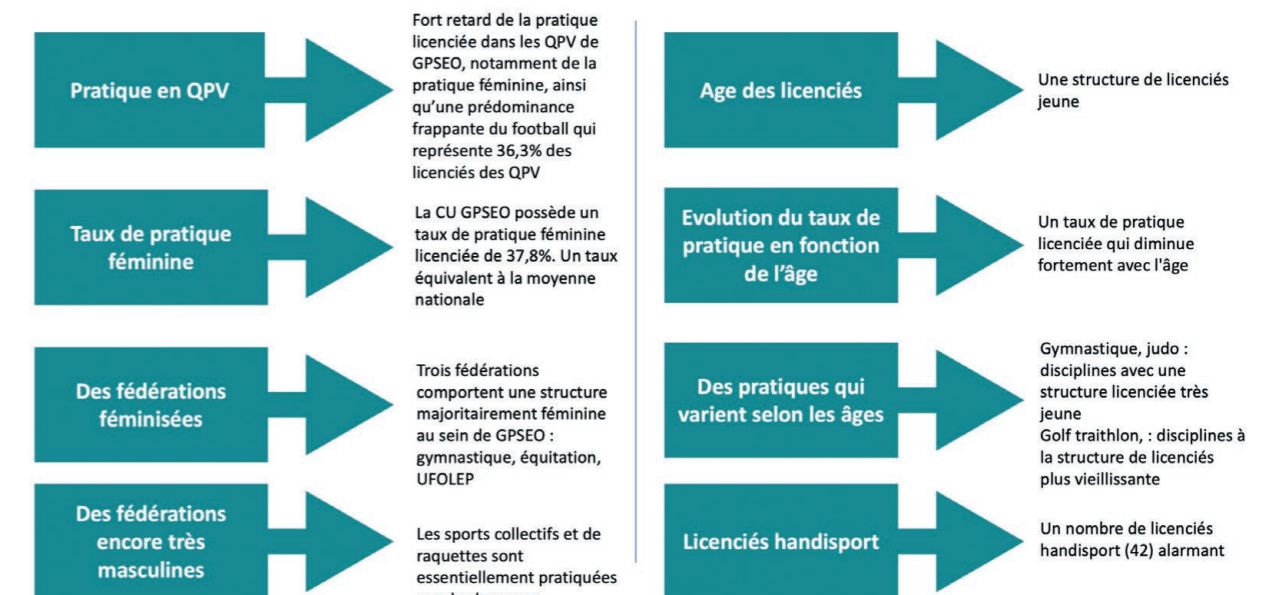 Pratique en QPV
Fort retard de la pratique
licenciée dans les QPV de
GPSEO, notamment de la
pratique féminine, ainsi
qu'une prédominance
frappante du football qui
représente 36,3% des
licenciés des QPV
Taux de pratique
féminine
La CU GPSEO possède un
taux de pratique féminine
licenciée de 37,8%. Un taux
équivalent à la moyenne
nationale
Des fédérations
féminisées
Trois fédérations
comportent une structure
majoritairement féminine
au sein de GPSEO :
gymnastique, équitation,
UFOLEP
Des fédérations
encore très
masculines
Les sports collectifs et de
raquettes sont
essentiellement pratiquées
Age des licenciés
Une structure de licenciés
jeune
Evolution du taux de
pratique en fonction
de l'âge
Un taux de pratique
licenciée qui diminue
fortement avec l'âge
Des pratiques qui
varient selon les âges
Gymnastique, judo :
disciplines avec une
structure licenciée très
jeune
Golf traithlon, : disciplines à
la structure de licenciés
plus vieillissante
Licenciés handisport
Un nombre de licenciés
handisport (42) alarmant